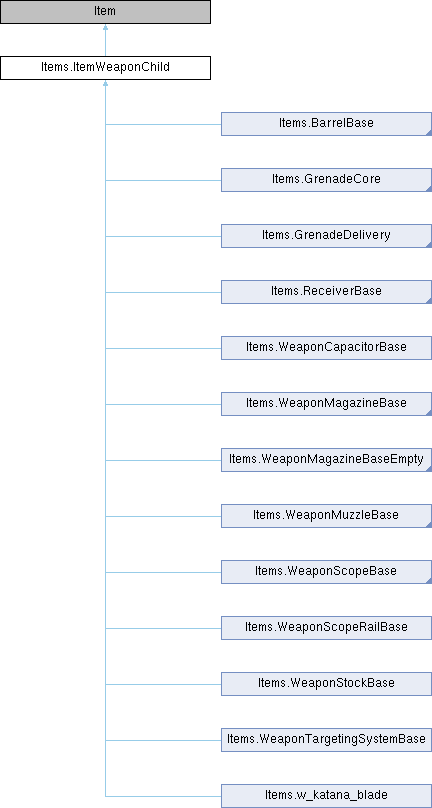 Item
Items.ItemWeaponChild
Items.BarrelBase
Items.GrenadeCore
Items.GrenadeDelivery
Items.ReceiverBase
Items.WeaponCapacitorBase
Items.WeaponMagazineBase
Items.WeaponMagazineBaseEmpty
Items.WeaponMuzzleBase
Items.WeaponScopeBase
Items.WeaponScopeRailBase
Items.WeaponStockBase
Items.WeaponTargetingSystemBase
Items.w_katana_blade